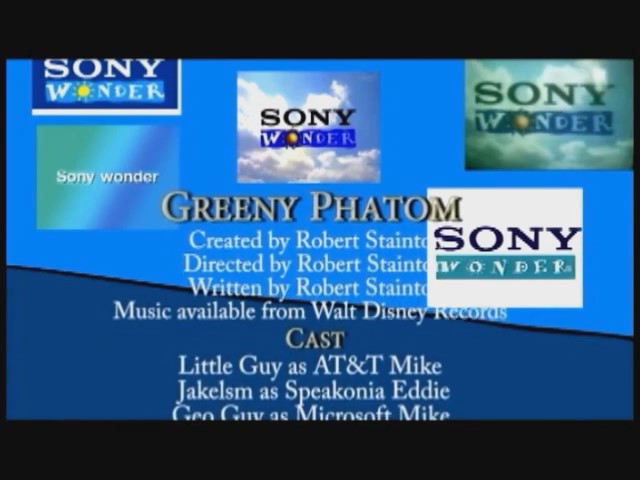 SONY
WONDER
SONY
WONDER
SONY
WONDER
Sony wonder
GREENY PHATOM
Created by Robert Stainto
Directed by Robert Stainto
Written by Robert Stainto
SONY
WONDER
Music available from Walt Disney Records
CAST
Little Guy as AT&T Mike
Jakelsm as Speakonia Eddie
Geo Guy as Microsoft Mike